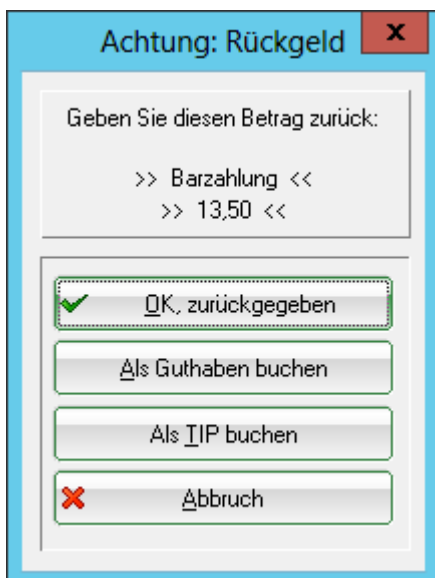 Achtung: Rückgeld
Geben Sie diesen Betrag zurück:
>> Barzahlung <<
>> 13,50 <<
OK, zurückgegeben
Als Guthaben buchen
Als TIP buchen
Abbruch